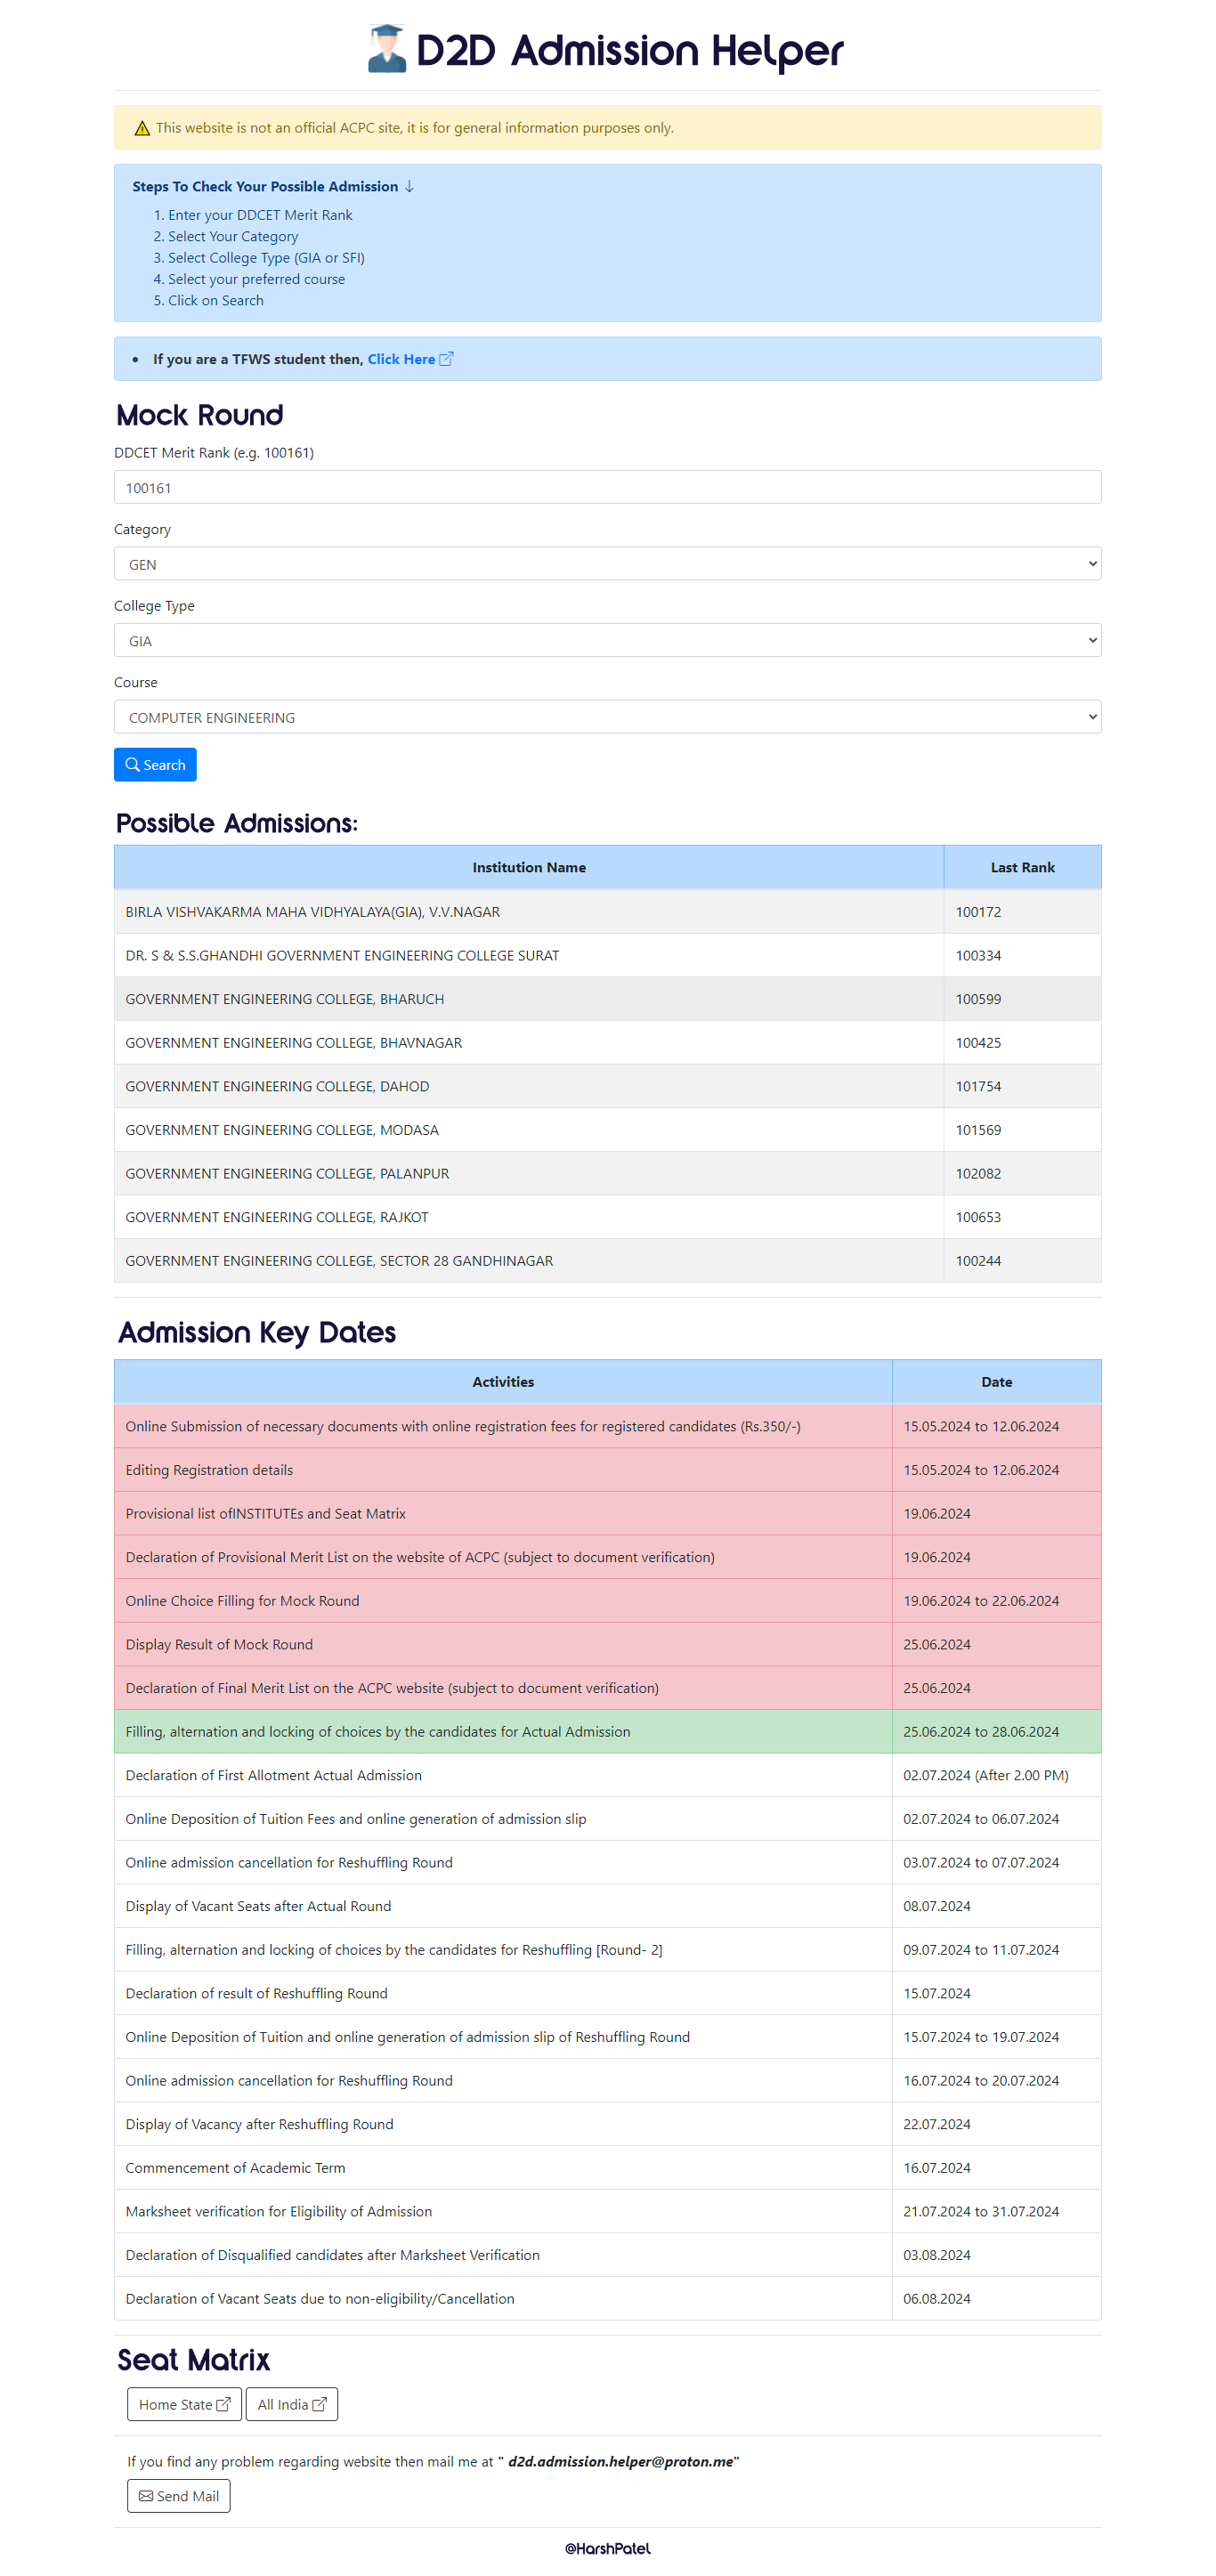 D2D Admission Helper
This website is not an official ACPC site, it is for general information purposes only.
Steps To Check Your Possible Admission ↓
1. Enter your DDCET Merit Rank
2. Select Your Category
3. Select College Type (GIA or SFI)
4. Select your preferred course
5. Click on Search
• If you are a TFWS student then, Click Here
Mock Round
DDCET Merit Rank (e.g. 100161)
100161
Category
GEN
College Type
GIA
Course
COMPUTER ENGINEERING
Search
Possible Admissions:
Institution Name Last Rank
BIRLA VISHVAKARMA MAHA VIDHYALAYA(GIA), V.V.NAGAR 100172
DR. S & S.S.GHANDHI GOVERNMENT ENGINEERING COLLEGE SURAT 100334
GOVERNMENT ENGINEERING COLLEGE, BHARUCH 100599
GOVERNMENT ENGINEERING COLLEGE, BHAVNAGAR 100425
GOVERNMENT ENGINEERING COLLEGE, DAHOD 101754
GOVERNMENT ENGINEERING COLLEGE, MODASA 101569
GOVERNMENT ENGINEERING COLLEGE, PALANPUR 102082
GOVERNMENT ENGINEERING COLLEGE, RAJKOT 100653
GOVERNMENT ENGINEERING COLLEGE, SECTOR 28 GANDHINAGAR 100244
Admission Key Dates
Activities Date
Online Submission of necessary documents with online registration fees for registered candidates (Rs.350/-) 15.05.2024 to 12.06.2024
Editing Registration details 15.05.2024 to 12.06.2024
Provisional list ofINSTITUTEs and Seat Matrix 19.06.2024
Declaration of Provisional Merit List on the website of ACPC (subject to document verification) 19.06.2024
Online Choice Filling for Mock Round 19.06.2024 to 22.06.2024
Display Result of Mock Round 25.06.2024
Declaration of Final Merit List on the ACPC website (subject to document verification) 25.06.2024
Filling, alternation and locking of choices by the candidates for Actual Admission 25.06.2024 to 28.06.2024
Declaration of First Allotment Actual Admission 02.07.2024 (After 2.00 PM)
Online Deposition of Tuition Fees and online generation of admission slip 02.07.2024 to 06.07.2024
Online admission cancellation for Reshuffling Round 03.07.2024 to 07.07.2024
Display of Vacant Seats after Actual Round 08.07.2024
Filling, alternation and locking of choices by the candidates for Reshuffling [Round- 2] 09.07.2024 to 11.07.2024
Declaration of result of Reshuffling Round 15.07.2024
Online Deposition of Tuition and online generation of admission slip of Reshuffling Round 15.07.2024 to 19.07.2024
Online admission cancellation for Reshuffling Round 16.07.2024 to 20.07.2024
Display of Vacancy after Reshuffling Round 22.07.2024
Commencement of Academic Term 16.07.2024
Marksheet verification for Eligibility of Admission 21.07.2024 to 31.07.2024
Declaration of Disqualified candidates after Marksheet Verification 03.08.2024
Declaration of Vacant Seats due to non-eligibility/Cancellation 06.08.2024
Seat Matrix
Home State All India
If you find any problem regarding website then mail me at " d2d.admission.helper@proton.me"
Send Mail
@HarshPatel